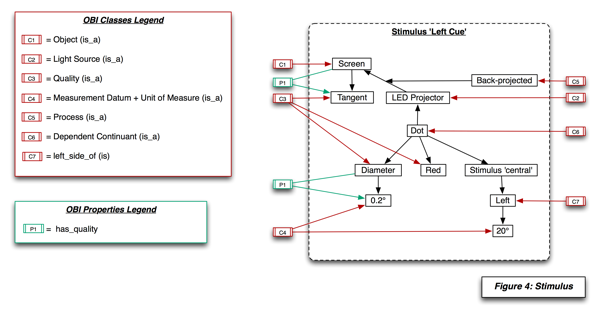 OBI Classes Legend
C1 = Object (is_a)
C2 = Light Source (is_a)
C3 = Quality (is_a)
C4 = Measurement Datum + Unit of Measure (is_a)
C5 = Process (is_a)
C6 = Dependent Continuant (is_a)
C7 = left_side_of (is)
OBI Properties Legend
P1 = has_quality
Stimulus 'Left Cue'
C1
Screen
P1
Back-projected
C5
C3
Tangent
LED Projector
C2
Dot
C6
Diameter
Red
Stimulus 'central'
P1
0.2°
Left
C7
C4
20°
Figure 4: Stimulus